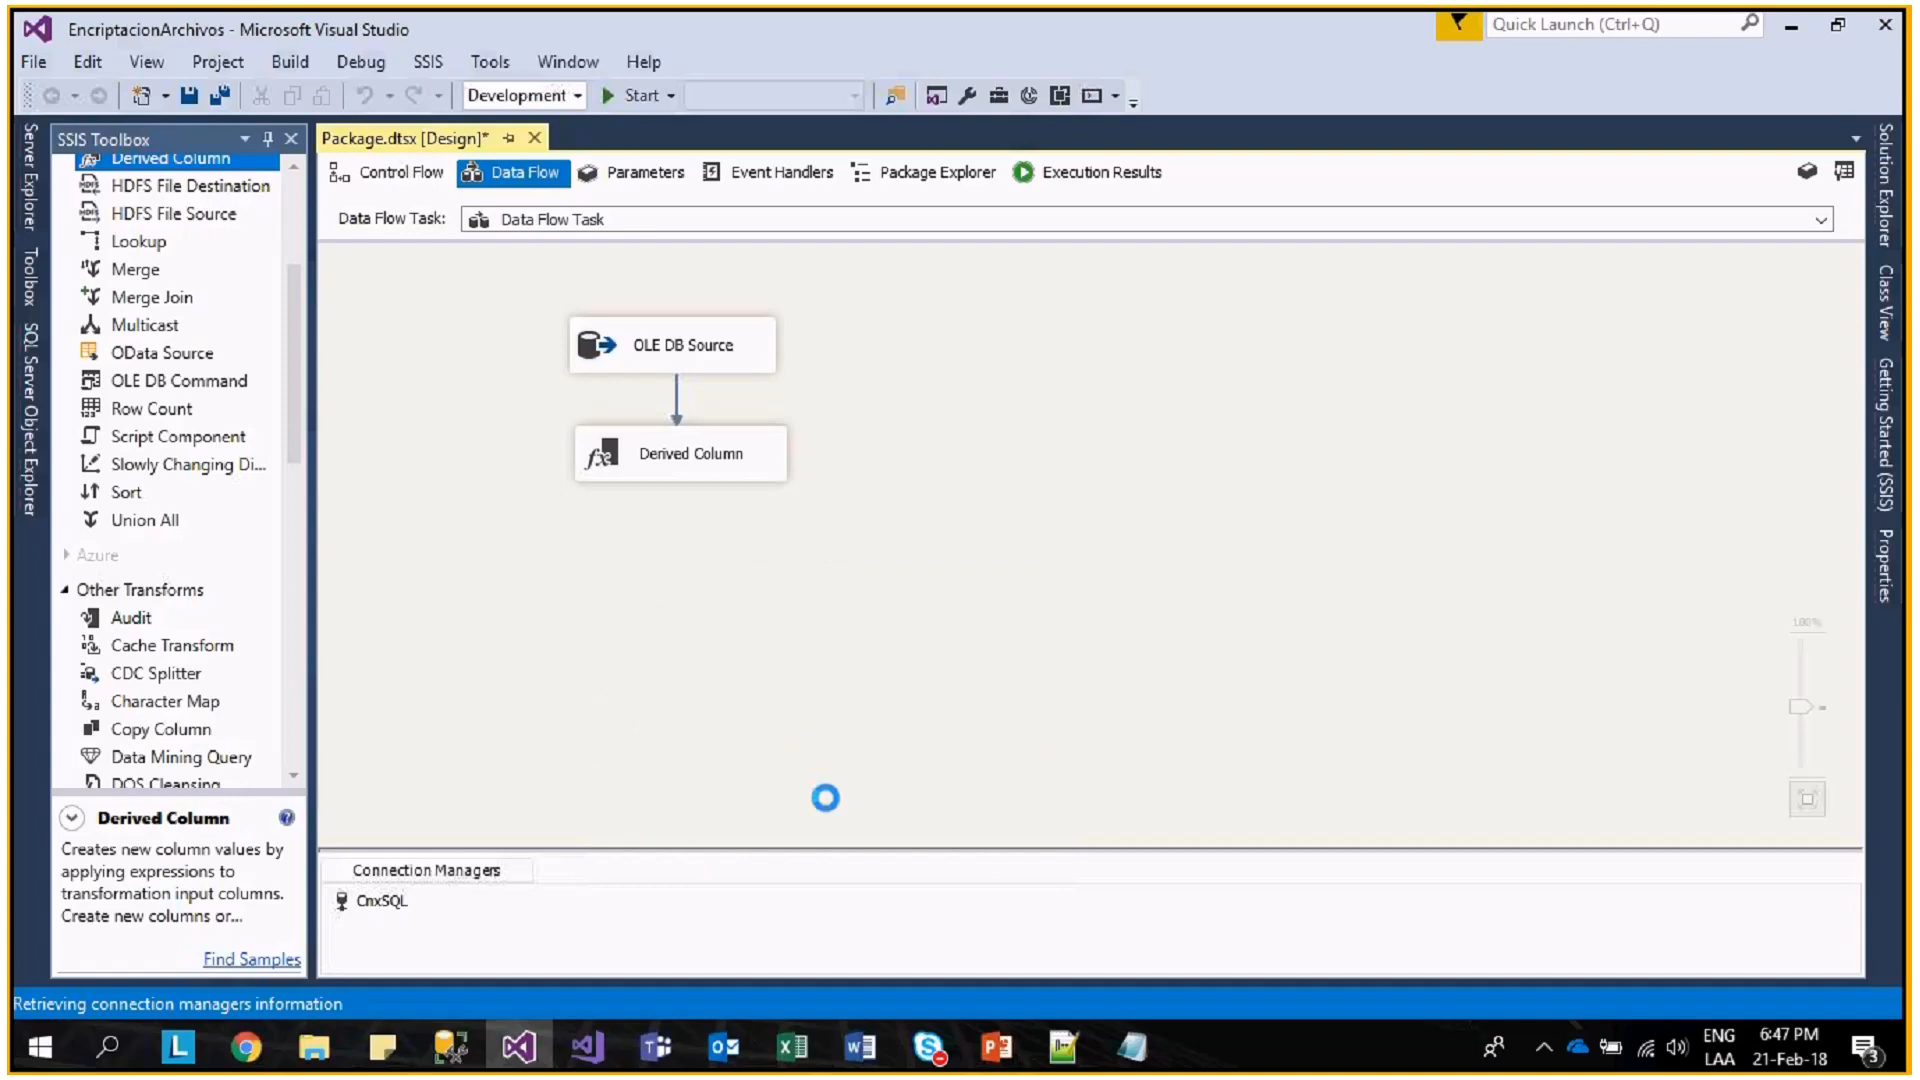 EncriptacionArchivos - Microsoft Visual Studio
Quick Launch (Ctrl+Q)
File Edit View Project Build Debug SSIS Tools Window Help
Development Start
Server Explorer
Toolbox
SQL Server Object Explorer
SSIS Toolbox
Derived Column
HDFS File Destination
HDFS File Source
Lookup
Merge
Merge Join
Multicast
OData Source
OLE DB Command
Row Count
Script Component
Slowly Changing Di...
Sort
Union All
Azure
Other Transforms
Audit
Cache Transform
CDC Splitter
Character Map
Copy Column
Data Mining Query
DQS Cleansing
Derived Column
Creates new column values by
applying expressions to
transformation input columns.
Create new columns or...
Find Samples
Package.dtsx [Design]*
Control Flow Data Flow Parameters Event Handlers Package Explorer Execution Results
Data Flow Task: Data Flow Task
OLE DB Source
Derived Column
100%
Connection Managers
CnxSQL
Solution Explorer
Class View
Getting Started (SSIS)
Properties
Retrieving connection managers information
ENG
LAA
6:47 PM
21-Feb-18
3